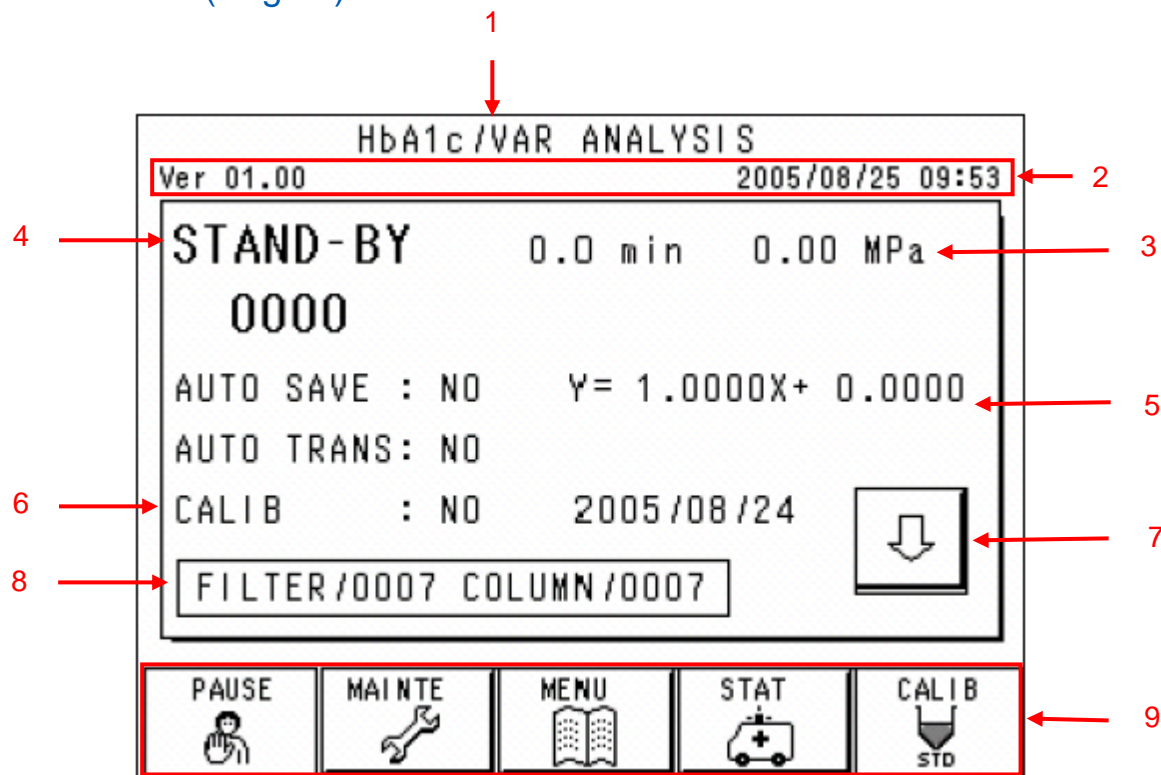 1
HbA1c/VAR ANALYSIS
Ver 01.00 2005/08/25 09:53 2
4 STAND-BY 0.0 min 0.00 MPa 3
0000
AUTO SAVE : NO Y= 1.0000X+ 0.0000 5
AUTO TRANS: NO
6 CALIB : NO 2005/08/24
7
8 FILTER/0007 COLUMN/0007
PAUSE MAINTE MENU STAT CALIB
9
STD